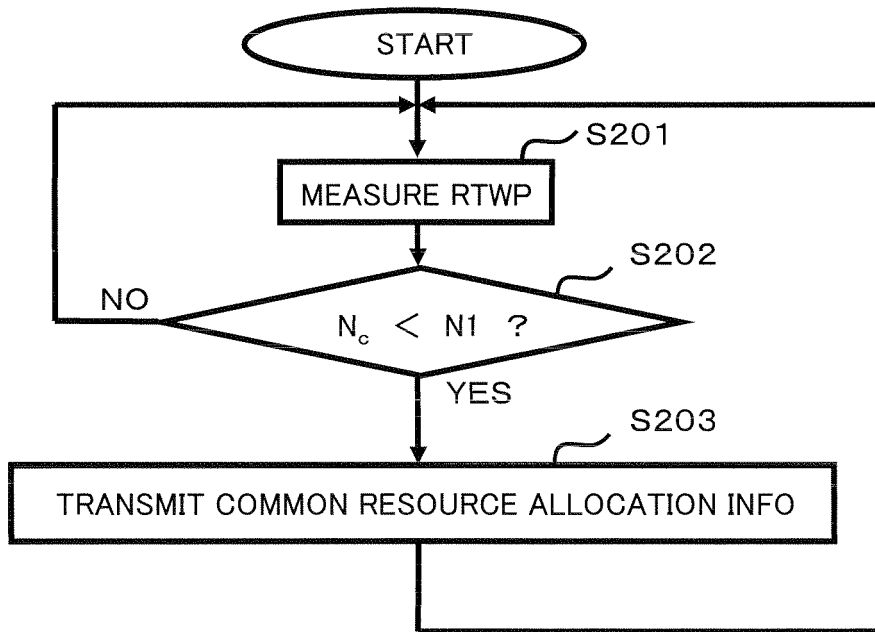 START
S201
MEASURE RTWP
S202
NO
N_c < N1 ?
YES
S203
TRANSMIT COMMON RESOURCE ALLOCATION INFO